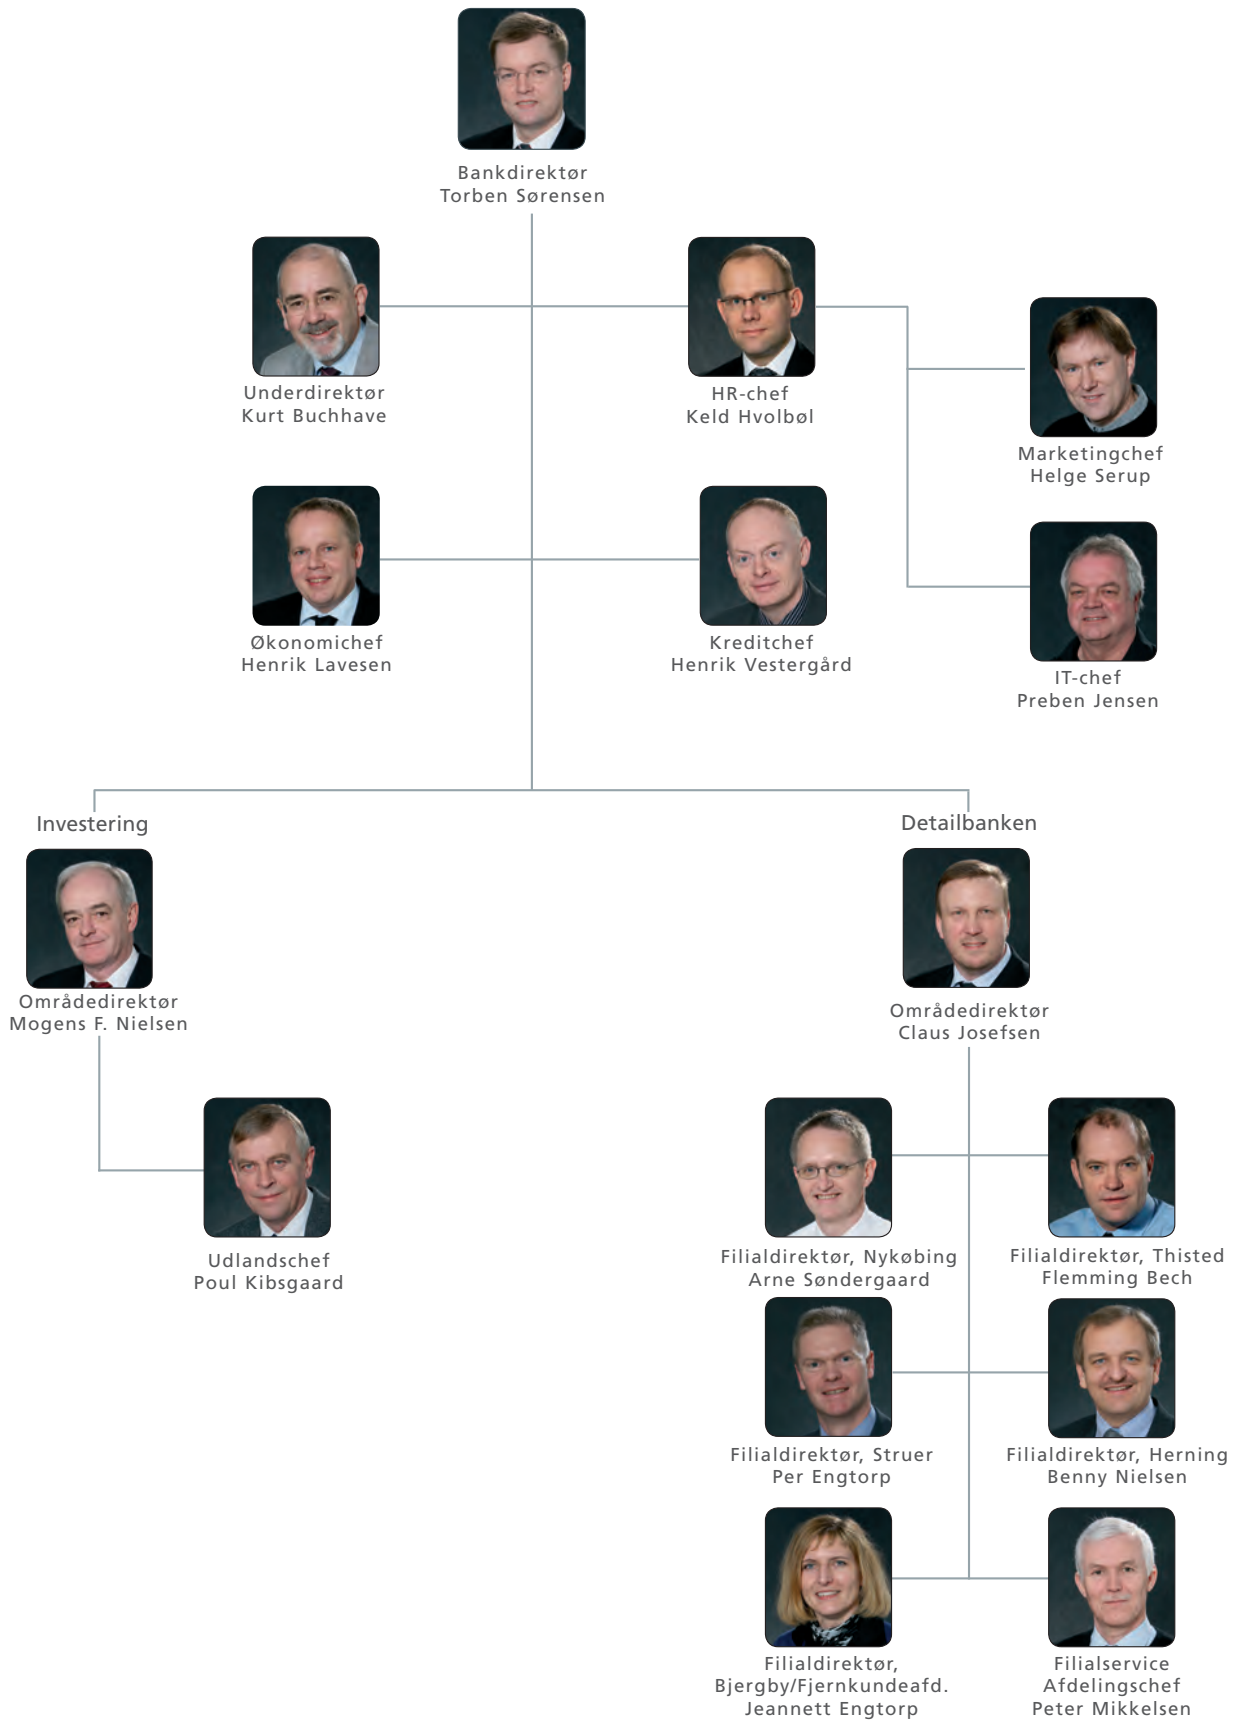 Bankdirektør
Torben Sørensen
Underdirektør
Kurt Buchhave
HR-chef
Keld Hvolbøl
Marketingchef
Helge Serup
Økonomichef
Henrik Lavesen
Kreditchef
Henrik Vestergård
IT-chef
Preben Jensen
Investering
Områdedirektør
Mogens F. Nielsen
Udlandschef
Poul Kibsgaard
Detailbanken
Områdedirektør
Claus Josefsen
Filialdirektør, Nykøbing
Arne Søndergaard
Filialdirektør, Thisted
Flemming Bech
Filialdirektør, Struer
Per Engtorp
Filialdirektør, Herning
Benny Nielsen
Filialdirektør,
Bjergby/Fjernkundeafd.
Jeannett Engtorp
Filialservice
Afdelingschef
Peter Mikkelsen